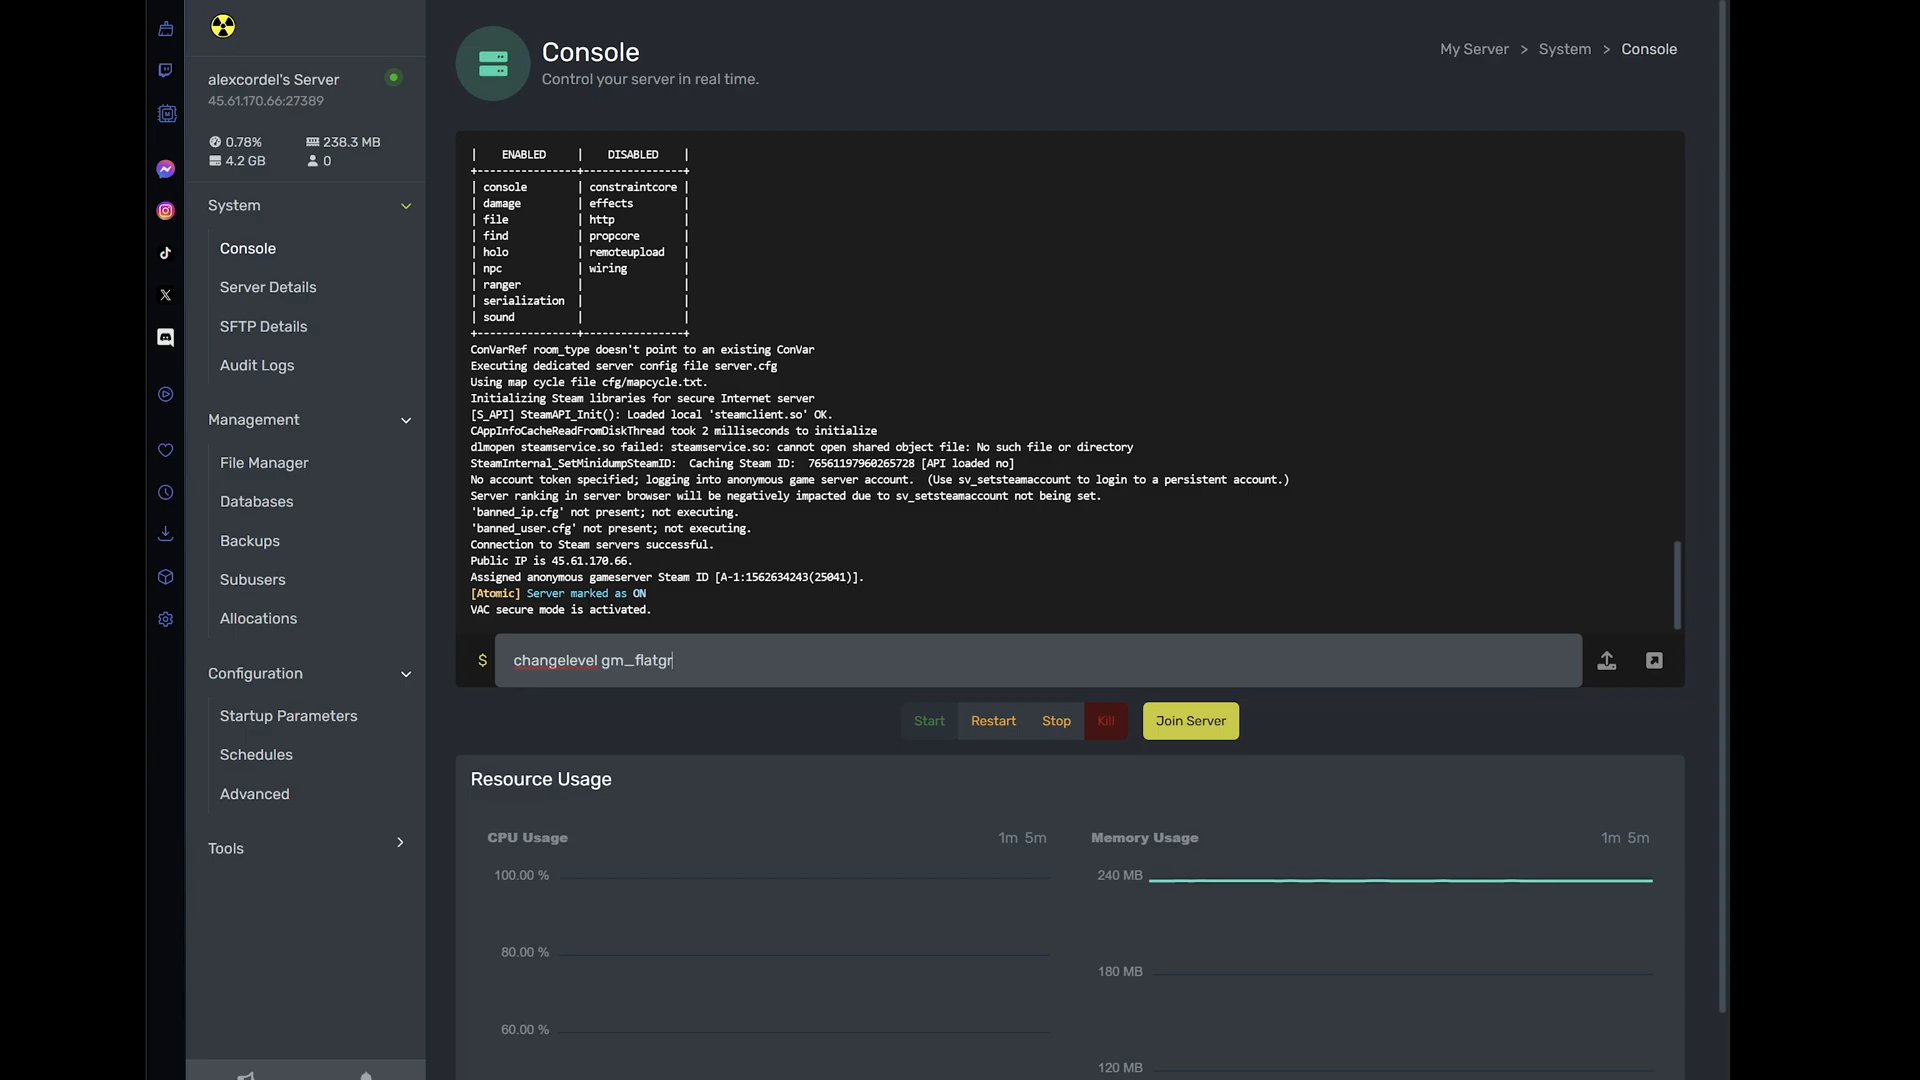 alexcordel's Server
45.61.170.66:27389
0.78%
238.3 MB
4.2 GB
0
System
Console
Server Details
SFTP Details
Audit Logs
Management
File Manager
Databases
Backups
Subusers
Allocations
Configuration
Startup Parameters
Schedules
Advanced
Tools
Console
Control your server in real time.
My Server > System > Console
| ENABLED | DISABLED |
+----------------+----------------+
| console | constraintcore |
| damage | effects |
| file | http |
| find | propcore |
| holo | remoteupload |
| npc | wiring |
| ranger | |
| serialization | |
| sound | |
+----------------+----------------+
ConVarRef room_type doesn't point to an existing ConVar
Executing dedicated server config file server.cfg
Using map cycle file cfg/mapcycle.txt.
Initializing Steam libraries for secure Internet server
[S_API] SteamAPI_Init(): Loaded local 'steamclient.so' OK.
CAppInfoCacheReadFromDiskThread took 2 milliseconds to initialize
dlmopen steamservice.so failed: steamservice.so: cannot open shared object file: No such file or directory
SteamInternal_SetMinidumpSteamID: Caching Steam ID: 76561197960265728 [API loaded no]
No account token specified; logging into anonymous game server account. (Use sv_setsteamaccount to login to a persistent account.)
Server ranking in server browser will be negatively impacted due to sv_setsteamaccount not being set.
'banned_ip.cfg' not present; not executing.
'banned_user.cfg' not present; not executing.
Connection to Steam servers successful.
Public IP is 45.61.170.66.
Assigned anonymous gameserver Steam ID [A-1:1562634243(25041)].
[Atomic] Server marked as ON
VAC secure mode is activated.
$ changelevel gm_flatgr
Start Restart Stop Kill Join Server
Resource Usage
CPU Usage 1m 5m
100.00 %
80.00 %
60.00 %
Memory Usage 1m 5m
240 MB
180 MB
120 MB